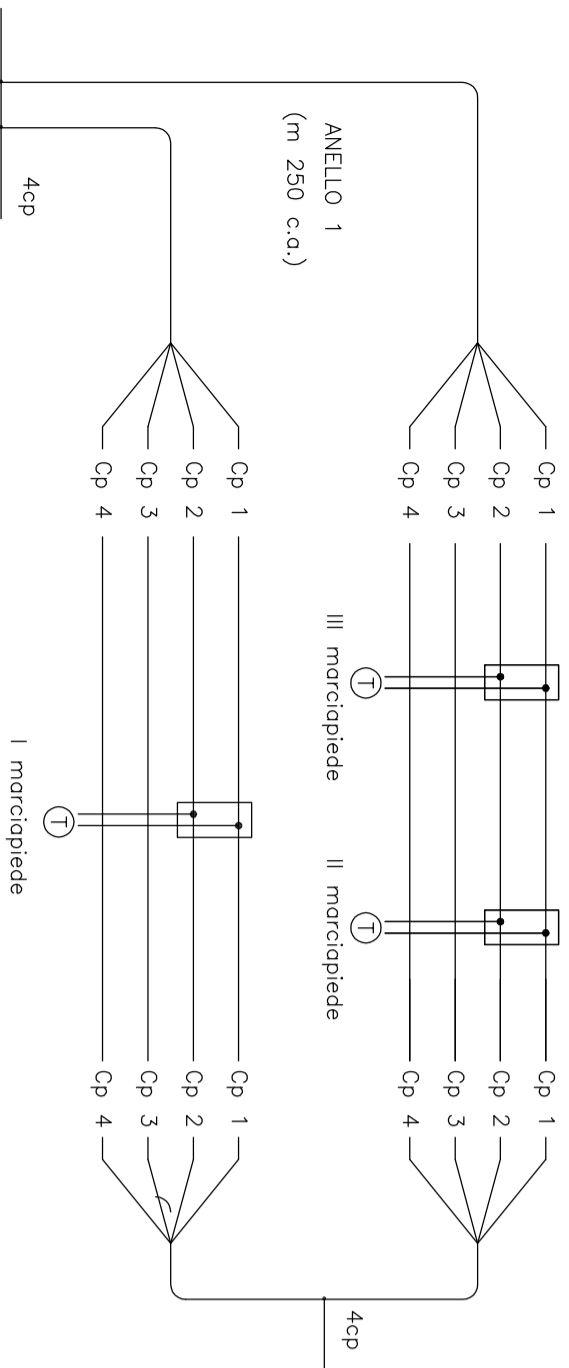 ANELLO 1
(m 250 c.a.)
4cp
Cp 1
Cp 2
Cp 3
Cp 4
III marciapiede
T
II marciapiede
T
Cp 1
Cp 2
Cp 3
Cp 4
Cp 1
Cp 2
Cp 3
Cp 4
I marciapiede
T
Cp 1
Cp 2
Cp 3
Cp 4
4cp